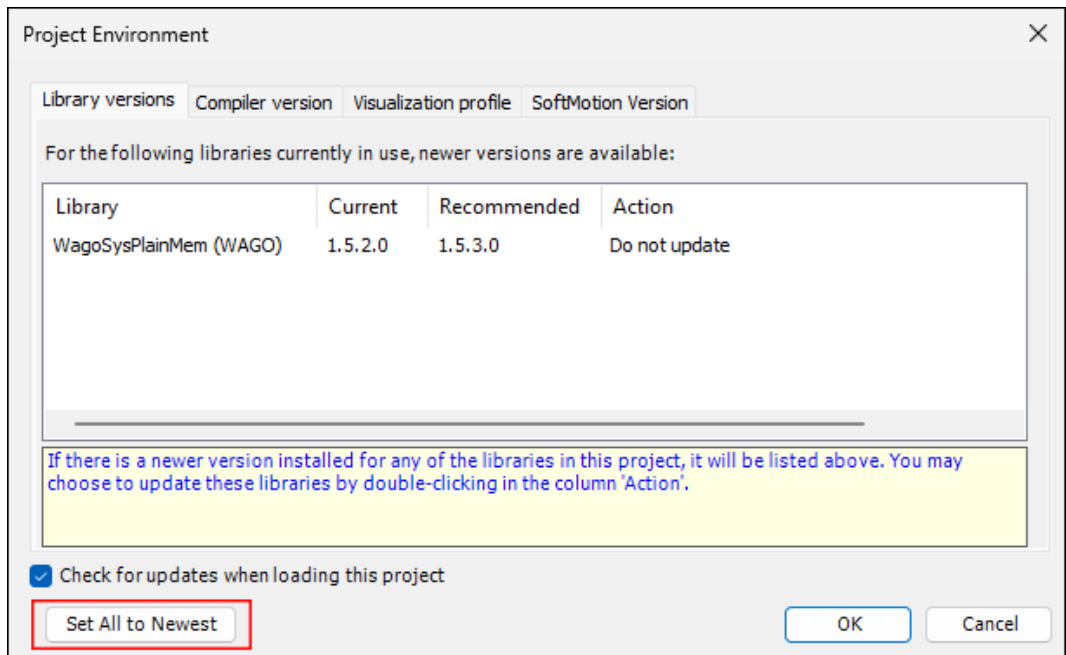 Project Environment
Library versions Compiler version Visualization profile SoftMotion Version
For the following libraries currently in use, newer versions are available:
Library Current Recommended Action
WagoSysPlainMem (WAGO) 1.5.2.0 1.5.3.0 Do not update
If there is a newer version installed for any of the libraries in this project, it will be listed above. You may
choose to update these libraries by double-clicking in the column 'Action'.
Check for updates when loading this project
Set All to Newest OK Cancel